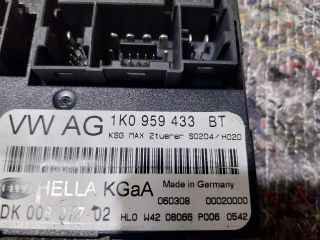 VW AG 1K0 959 433 BT
KSG MAX 2tuerer S0204/H020
HELLA KGaA Made in Germany
060308 00020000
HLO W42 08066 P006 0542